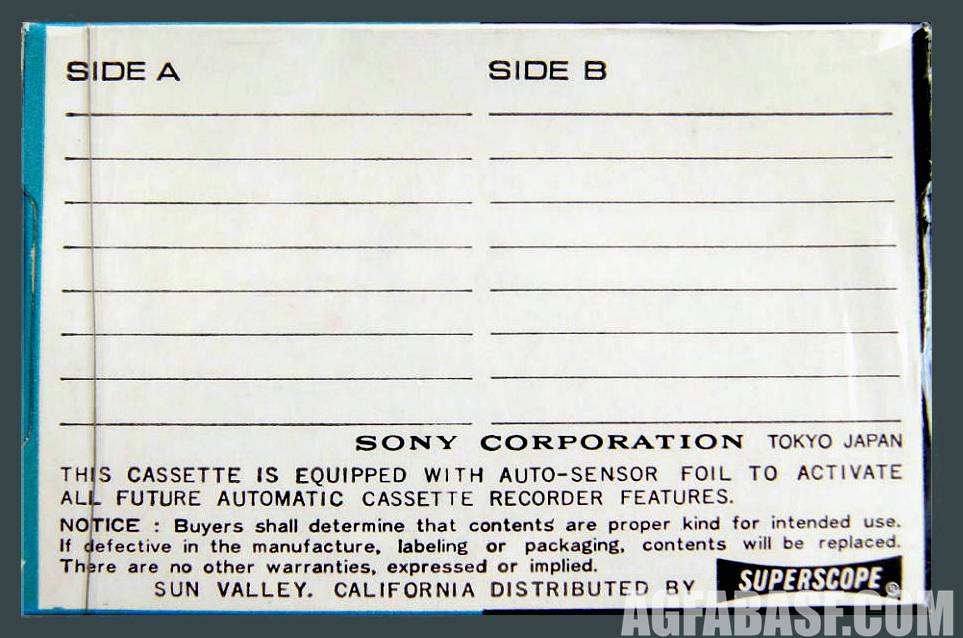 SIDE A
SIDE B
SONY CORPORATION TOKYO JAPAN
THIS CASSETTE IS EQUIPPED WITH AUTO-SENSOR FOIL TO ACTIVATE
ALL FUTURE AUTOMATIC CASSETTE RECORDER FEATURES.
NOTICE : Buyers shall determine that contents are proper kind for intended use.
If defective in the manufacture, labeling or packaging, contents will be replaced.
There are no other warranties, expressed or implied.
SUN VALLEY. CALIFORNIA DISTRIBUTED BY SUPERSCOPE ®
AGFABASE.COM